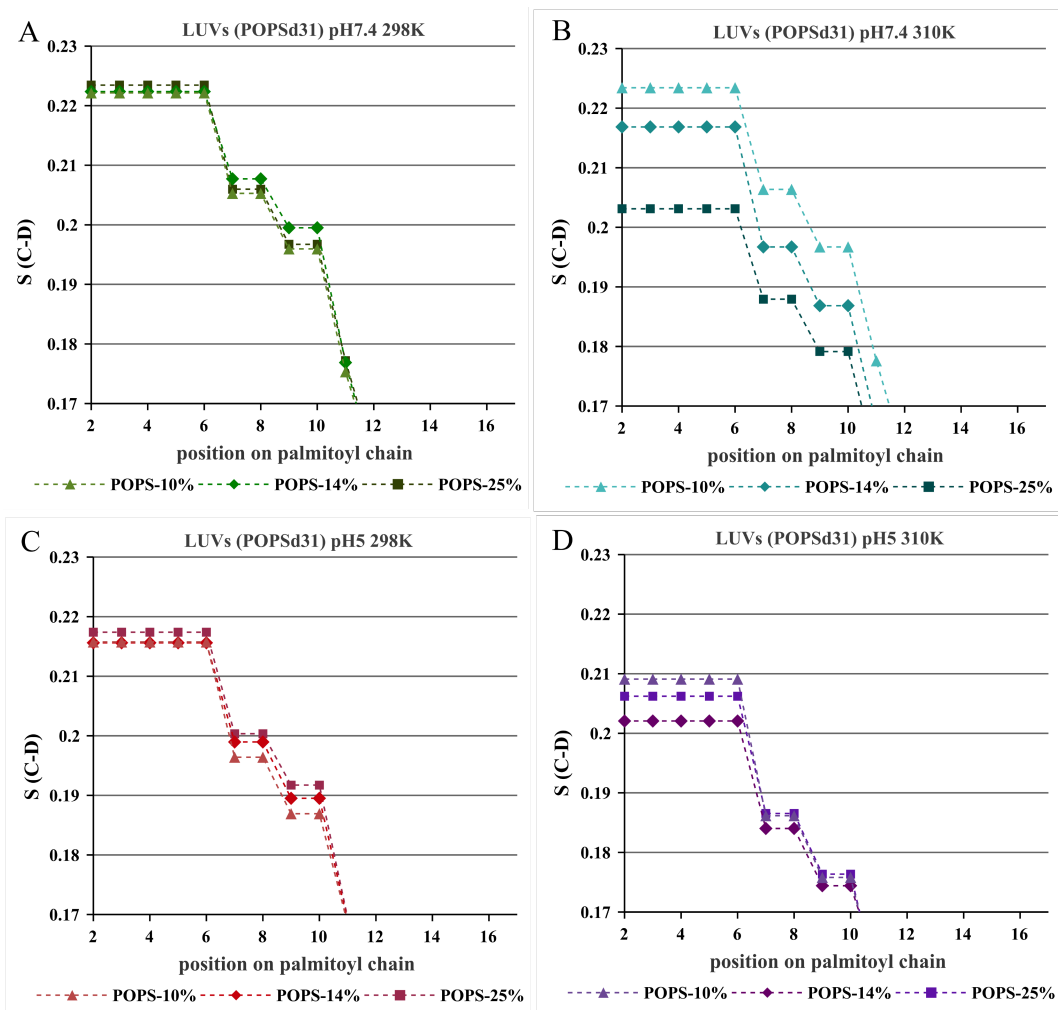 A
LUVs (POPSd31) pH7.4 298K
S (C-D)
0.23
0.22
0.21
0.2
0.19
0.18
0.17
2 4 6 8 10 12 14 16
position on palmitoyl chain
POPS-10% POPS-14% POPS-25%
B
LUVs (POPSd31) pH7.4 310K
S (C-D)
0.23
0.22
0.21
0.2
0.19
0.18
0.17
2 4 6 8 10 12 14 16
position on palmitoyl chain
POPS-10% POPS-14% POPS-25%
C
LUVs (POPSd31) pH5 298K
S (C-D)
0.23
0.22
0.21
0.2
0.19
0.18
0.17
2 4 6 8 10 12 14 16
position on palmitoyl chain
POPS-10% POPS-14% POPS-25%
D
LUVs (POPSd31) pH5 310K
S (C-D)
0.23
0.22
0.21
0.2
0.19
0.18
0.17
2 4 6 8 10 12 14 16
position on palmitoyl chain
POPS-10% POPS-14% POPS-25%